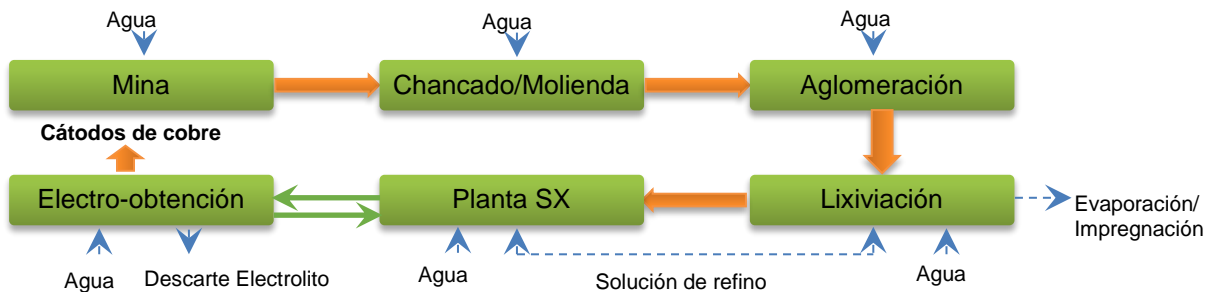 Agua
Agua
Agua
Mina
Chancado/Molienda
Aglomeración
Cátodos de cobre
Electro-obtención
Planta SX
Lixiviación
Evaporación/
Impregnación
Agua
Descarte Electrolito
Agua
Solución de refino
Agua